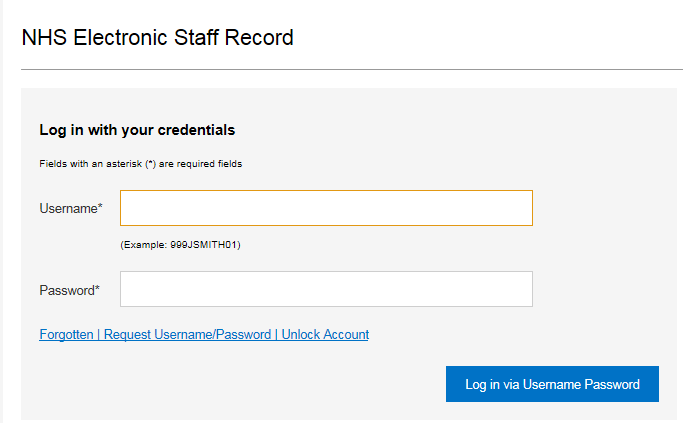 NHS Electronic Staff Record
Log in with your credentials
Fields with an asterisk (*) are required fields
Username*
(Example: 999JSMITH01)
Password*
Forgotten | Request Username/Password | Unlock Account
Log in via Username Password